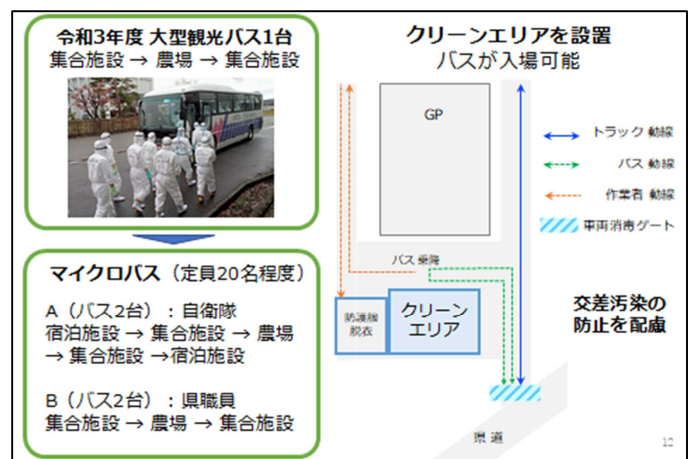 令和3年度 大型観光バス1台
集合施設 → 農場 → 集合施設
マイクロバス（定員20名程度）
A（バス2台）：自衛隊
宿泊施設 → 集合施設 → 農場
→ 集合施設 →宿泊施設
B（バス2台）：県職員
集合施設 → 農場 → 集合施設
クリーンエリアを設置
バスが入場可能
GP
トラック 動線
バス 動線
作業者 動線
車両消毒ゲート
バス 乗降
防護服
脱衣
クリーン
エリア
交差汚染の
防止を配慮
県 道
12